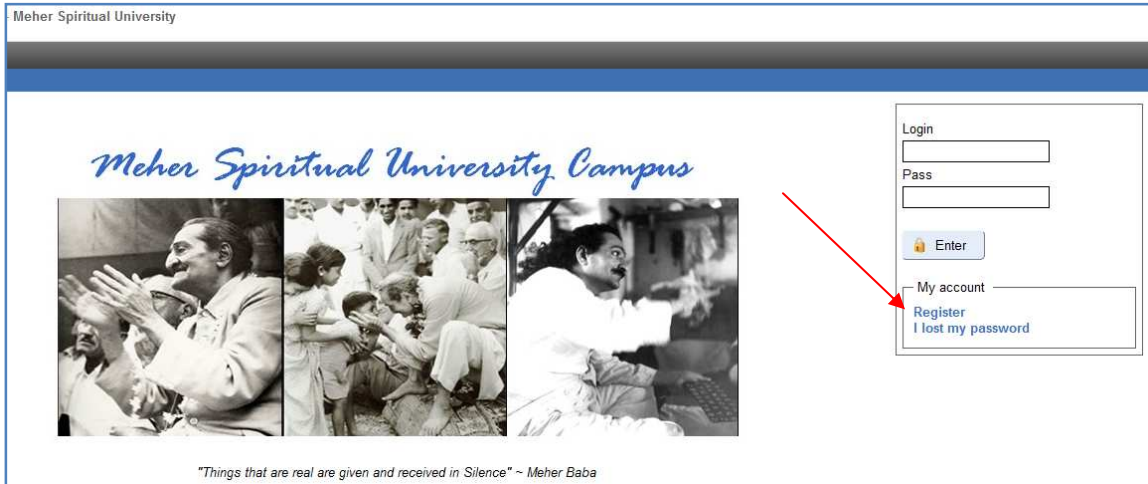 Meher Spiritual University
Meher Spiritual University Campus
Login
Pass
Enter
My account
Register
I lost my password
"Things that are real are given and received in Silence" ~ Meher Baba